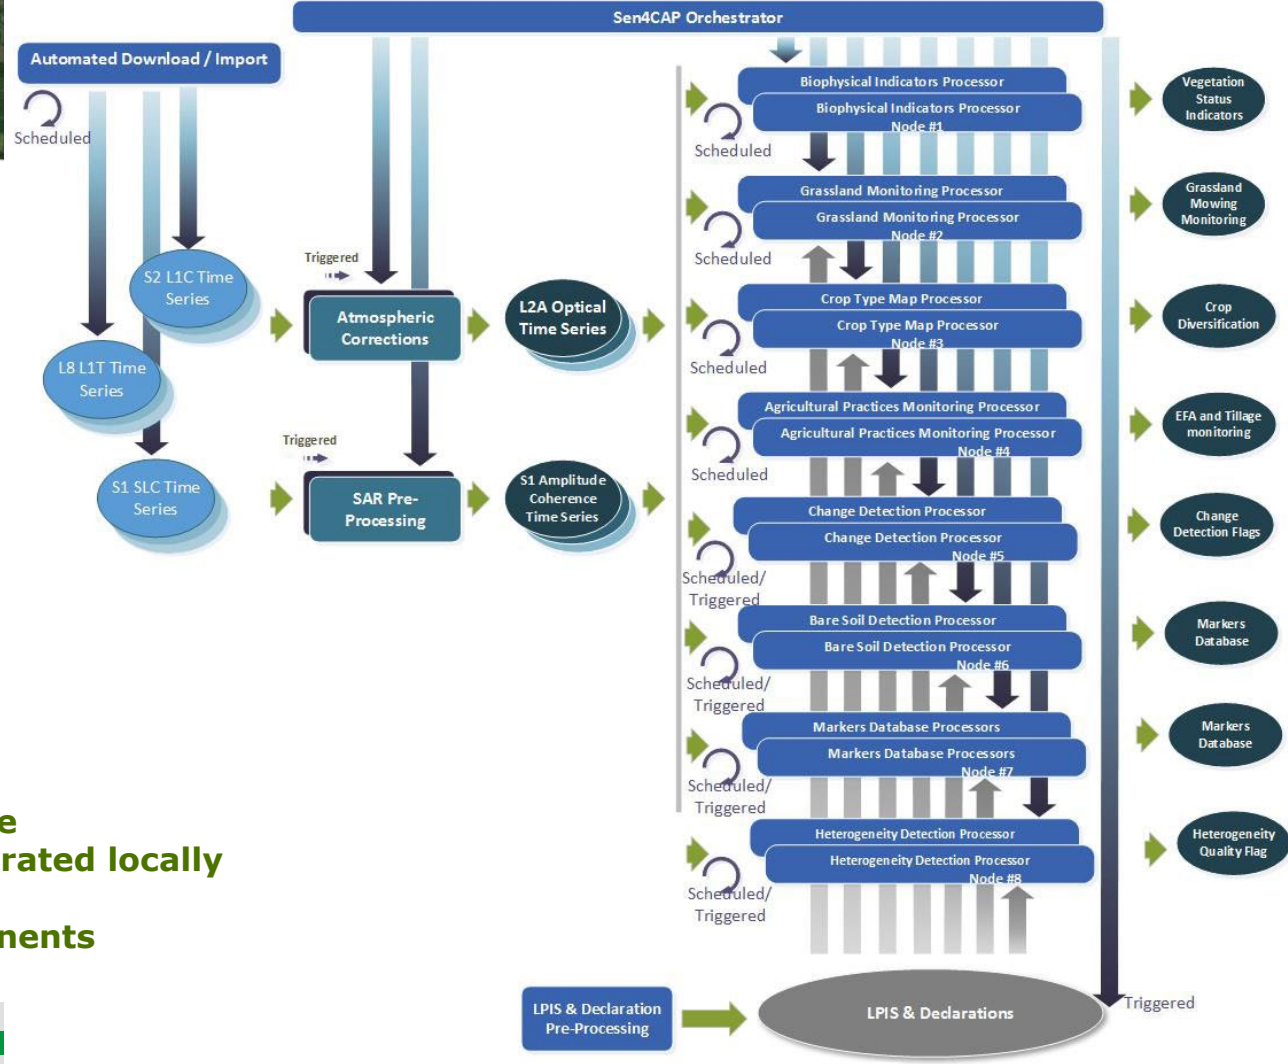 Sen4CAP Orchestrator
Automated Download / Import
Scheduled
S2 L1C Time
Series
L8 L1T Time
Series
S1 SLC Time
Series
Triggered
Atmospheric
Corrections
L2A Optical
Time Series
Triggered
SAR Pre-
Processing
S1 Amplitude
Coherence
Time Series
Biophysical Indicators Processor
Biophysical Indicators Processor
Node #1
Scheduled
Vegetation
Status
Indicators
Grassland Monitoring Processor
Grassland Monitoring Processor
Node #2
Scheduled
Grassland
Mowing
Monitoring
Crop Type Map Processor
Crop Type Map Processor
Node #3
Scheduled
Crop
Diversification
Agricultural Practices Monitoring Processor
Agricultural Practices Monitoring Processor
Node #4
Scheduled
EFA and Tillage
monitoring
Change Detection Processor
Change Detection Processor
Node #5
Scheduled/
Triggered
Change
Detection Flags
Bare Soil Detection Processor
Bare Soil Detection Processor
Node #6
Scheduled/
Triggered
Markers
Database
Markers Database Processors
Markers Database Processors
Node #7
Scheduled/
Triggered
Markers
Database
Heterogeneity Detection Processor
Heterogeneity Detection Processor
Node #8
Scheduled/
Triggered
Heterogeneity
Quality Flag
e
rated locally
nents
LPIS & Declaration
Pre-Processing
LPIS & Declarations
Triggered